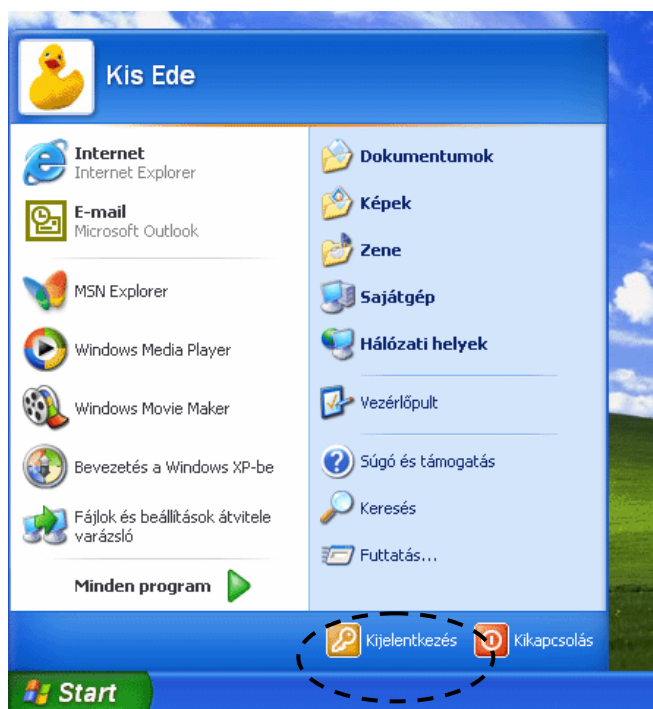 Kis Ede
Internet
Internet Explorer
E-mail
Microsoft Outlook
MSN Explorer
Windows Media Player
Windows Movie Maker
Bevezetés a Windows XP-be
Fájlok és beállítások átvitele
varázsló
Minden program
Dokumentumok
Képek
Zene
Sajátgép
Hálózati helyek
Vezérlőpult
Súgó és támogatás
Keresés
Futtatás...
Kijelentkezés
Kikapcsolás
Start